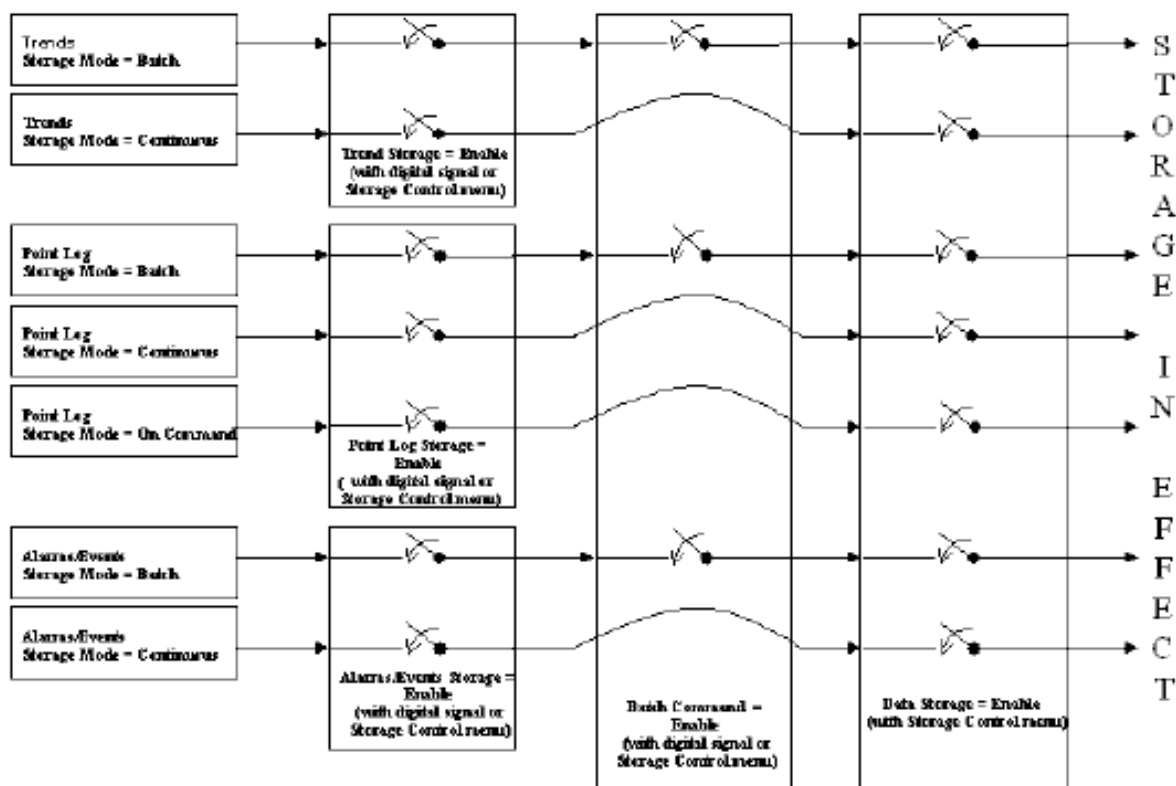 Trends
Storage Mode = Batch
Trends
Storage Mode = Continuous
Trend Storage = Enable
(with digital signal or
Storage Control menu)
Point Log
Storage Mode = Batch
Point Log
Storage Mode = Continuous
Point Log
Storage Mode = On Command
Point Log Storage =
Enable
( with digital signal or
Storage Control menu)
Alarms/Events
Storage Mode = Batch
Alarms/Events
Storage Mode = Continuous
Alarms/Events Storage =
Enable
(with digital signal or
Storage Control menu)
Batch Command =
Enable
(with digital signal or
Storage Control menu)
Data Storage = Enable
(with Storage Control menu)
STORAGE IN EFFECT